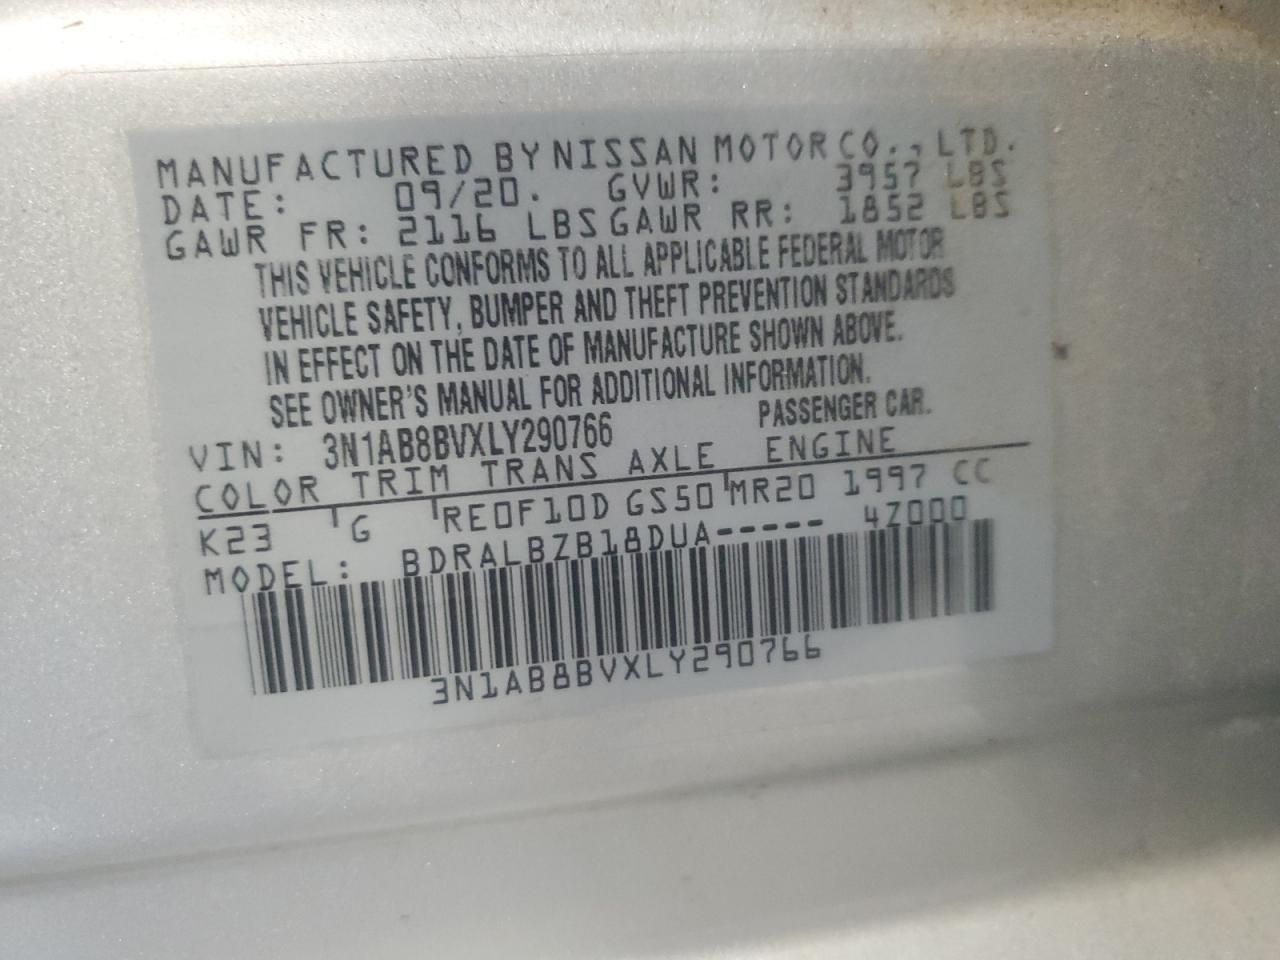 MANUFACTURED BY NISSAN MOTOR CO., LTD.
DATE: 09/20. GVWR: 3957 LBS
GAWR FR: 2116 LBS GAWR RR: 1852 LBS
THIS VEHICLE CONFORMS TO ALL APPLICABLE FEDERAL MOTOR
VEHICLE SAFETY, BUMPER AND THEFT PREVENTION STANDARDS
IN EFFECT ON THE DATE OF MANUFACTURE SHOWN ABOVE.
SEE OWNER'S MANUAL FOR ADDITIONAL INFORMATION.
VIN: 3N1AB8BVXLY290766 PASSENGER CAR.
COLOR TRIM TRANS AXLE ENGINE
K23 G RE0F10D GS50 MR20 1997 CC
MODEL: BDRALBZB18DUA----- 4Z000
3N1AB8BVXLY290766